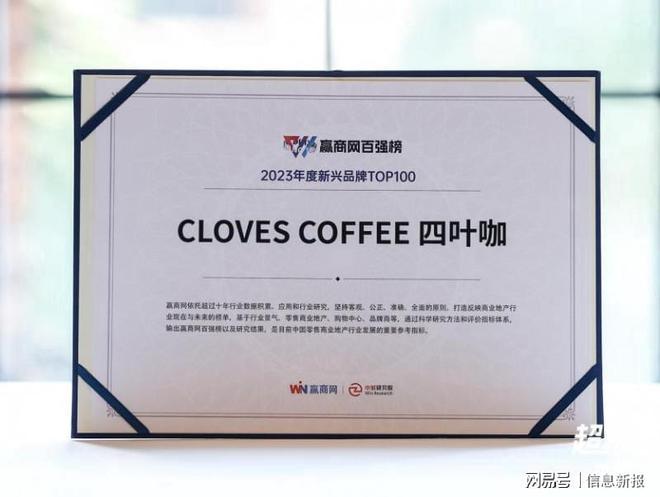 赢商网百强榜
2023年度新兴品牌TOP100
CLOVES COFFEE 四叶咖
赢商网依托超过十年行业数据积累、应用和行业研究，坚持客观、公正、准确、全面的原则，打造反映商业地产行
业现在与未来的榜单，基于行业景气、零售商业地产、购物中心、品牌商等，通过科学研究方法和评价指标体系，
输出赢商网百强榜以及研究结果，是目前中国零售商业地产行业发展的重要参考指标。
WIN 赢商网
Win Research
超
网易号 | 信息新报